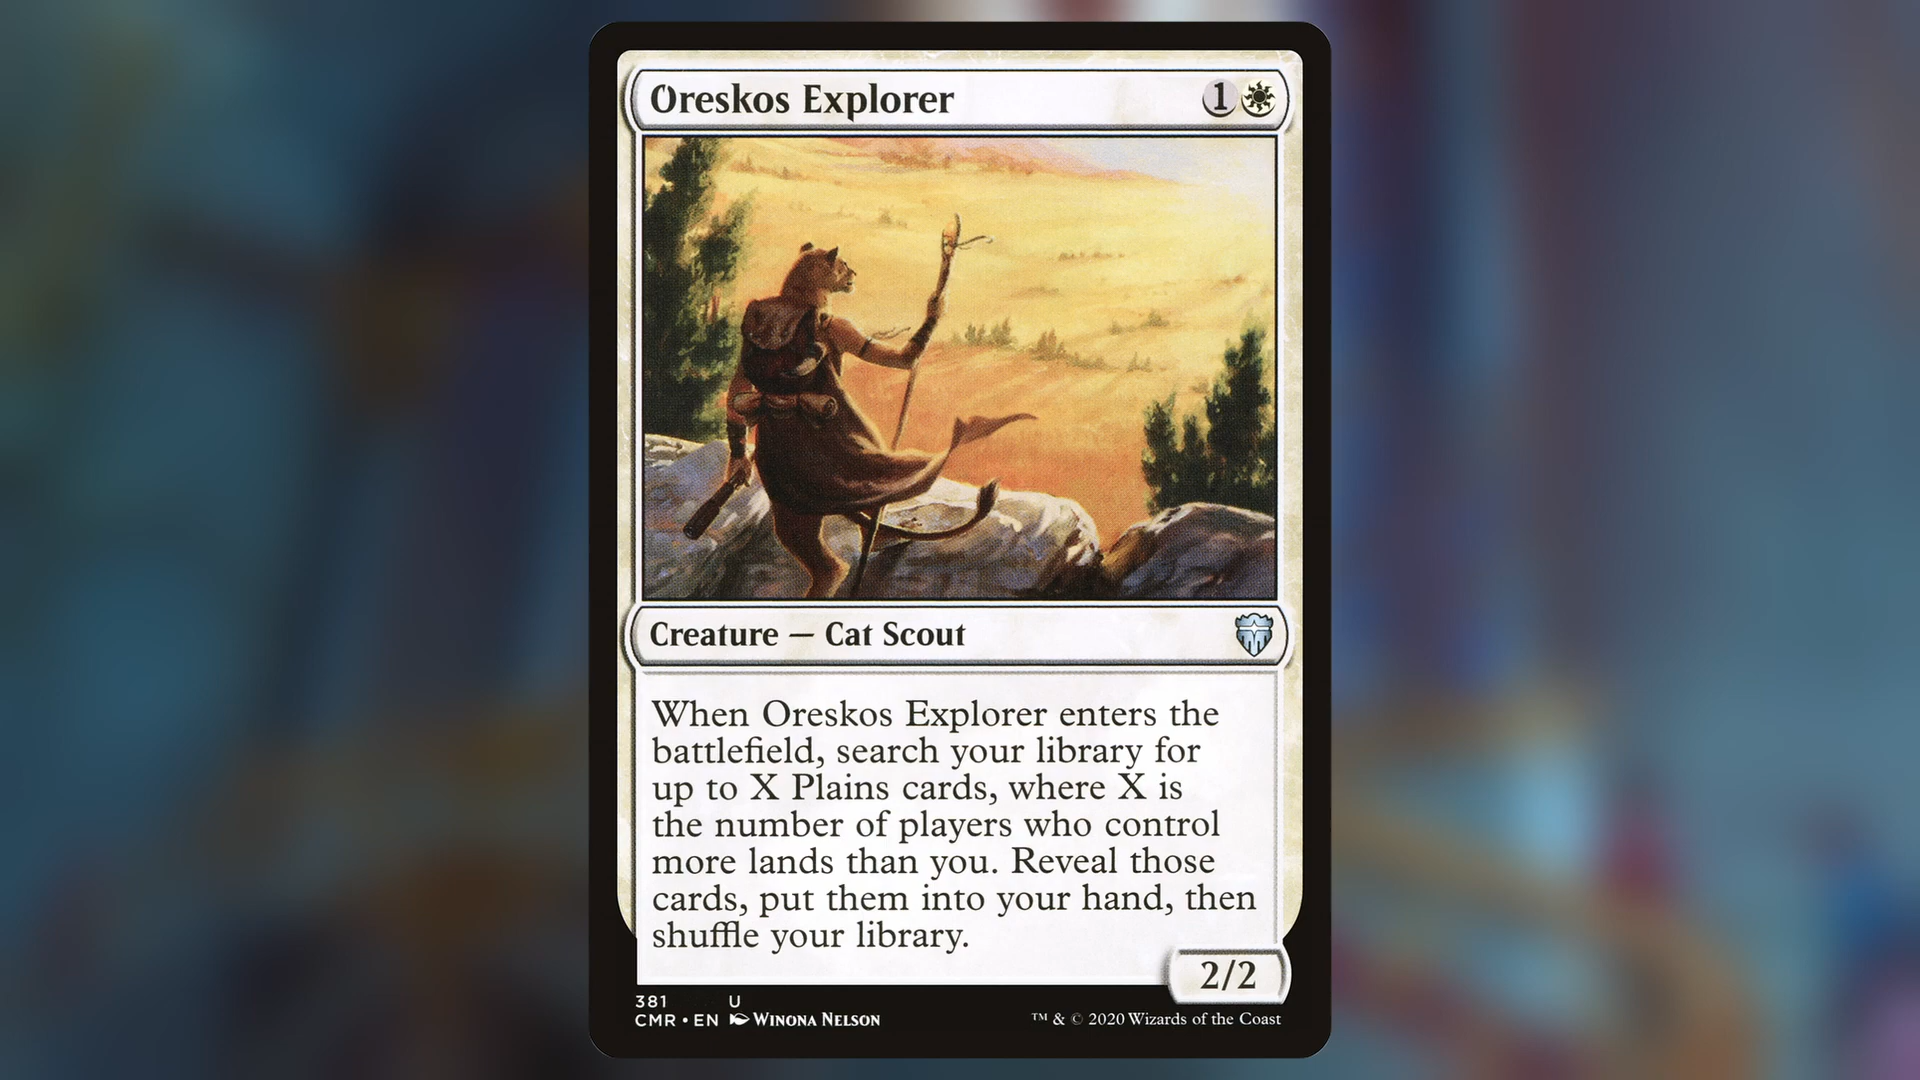 Oreskos Explorer 1
Creature — Cat Scout
When Oreskos Explorer enters the
battlefield, search your library for
up to X Plains cards, where X is
the number of players who control
more lands than you. Reveal those
cards, put them into your hand, then
shuffle your library.
2/2
381 U
CMR • EN Winona Nelson
™ & © 2020 Wizards of the Coast